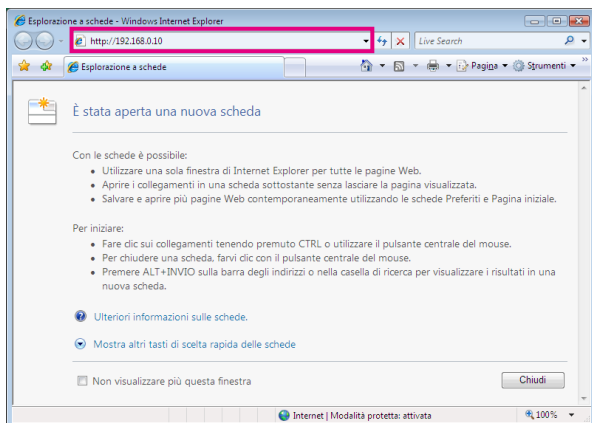 Esplorazione a schede - Windows Internet Explorer
http://192.168.0.10
Live Search
Esplorazione a schede
Pagina
Strumenti
È stata aperta una nuova scheda
Con le schede è possibile:
• Utilizzare una sola finestra di Internet Explorer per tutte le pagine Web.
• Aprire i collegamenti in una scheda sottostante senza lasciare la pagina visualizzata.
• Salvare e aprire più pagine Web contemporaneamente utilizzando le schede Preferiti e Pagina iniziale.
Per iniziare:
• Fare clic sui collegamenti tenendo premuto CTRL o utilizzare il pulsante centrale del mouse.
• Per chiudere una scheda, farvi clic con il pulsante centrale del mouse.
• Premere ALT+INVIO sulla barra degli indirizzi o nella casella di ricerca per visualizzare i risultati in una
nuova scheda.
Ulteriori informazioni sulle schede.
Mostra altri tasti di scelta rapida delle schede
Non visualizzare più questa finestra
Chiudi
Internet | Modalità protetta: attivata
100%